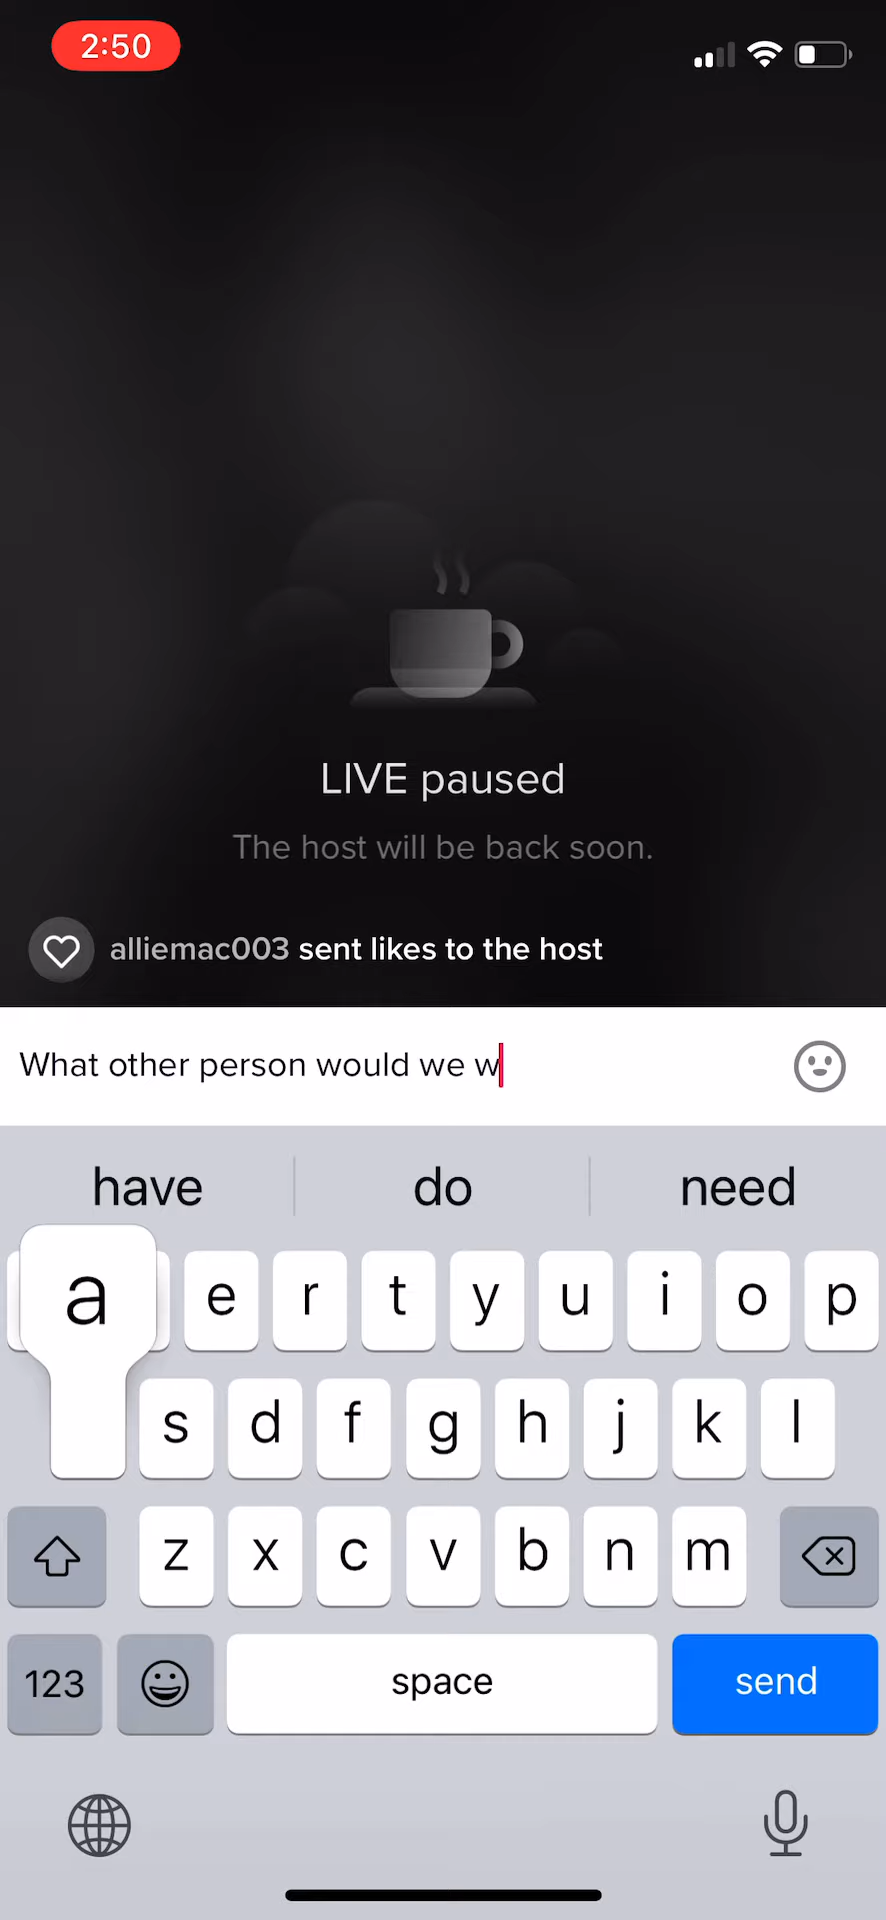 2:50
LIVE paused
The host will be back soon.
alliemac003 sent likes to the host
What other person would we w
have do need
a e r t y u i o p
s d f g h j k l
z x c v b n m
123 space send